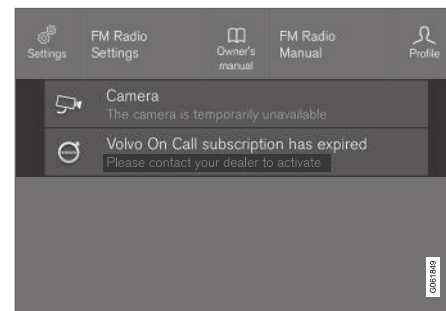 Settings
FM Radio
Settings
Owner's
manual
FM Radio
Manual
Profile
Camera
The camera is temporarily unavailable
Volvo On Call subscription has expired
Please contact your dealer to activate
G061849